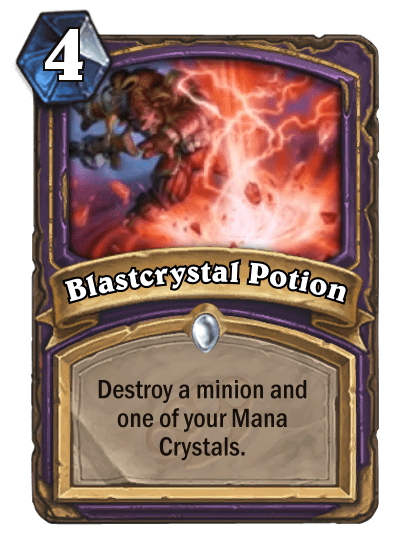 4
Blastcrystal Potion
Destroy a minion and
one of your Mana
Crystals.